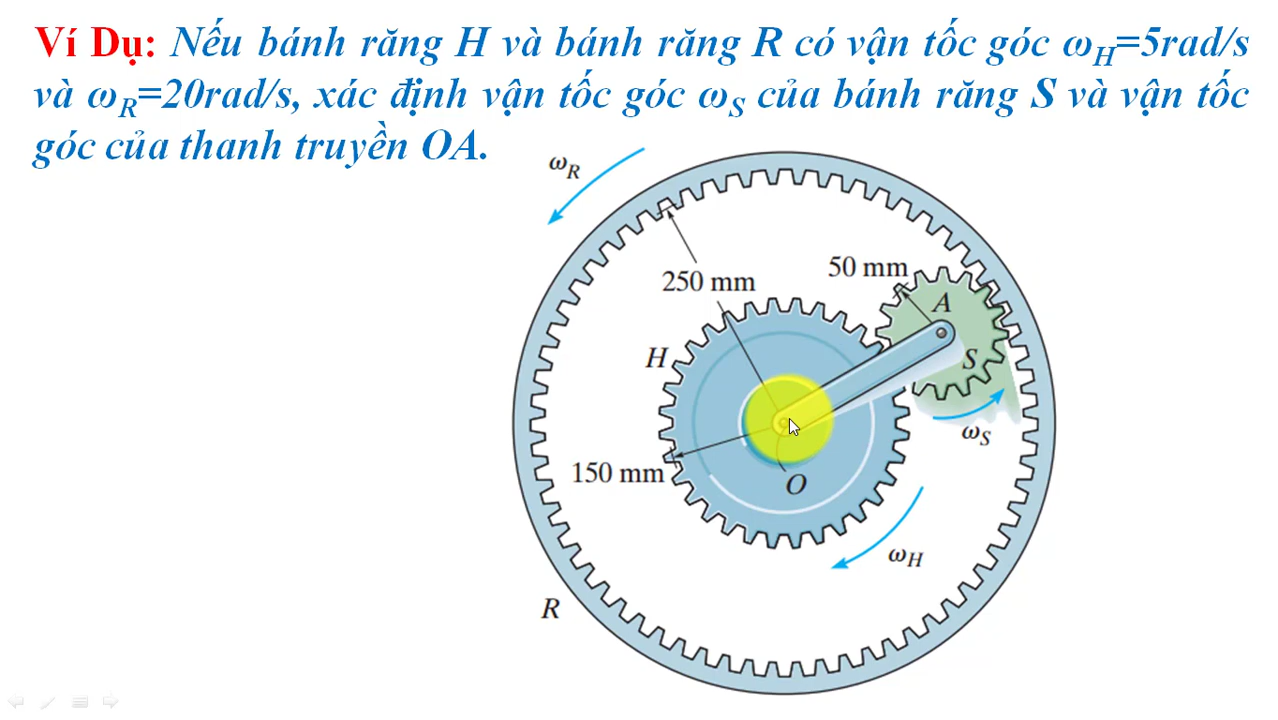 Ví Dụ: Nếu bánh răng H và bánh răng R có vận tốc góc ωH=5rad/s
và ωR=20rad/s, xác định vận tốc góc ωS của bánh răng S và vận tốc
góc của thanh truyền OA.
ωR
50 mm
250 mm
A
H
S
ωS
150 mm
O
ωH
R